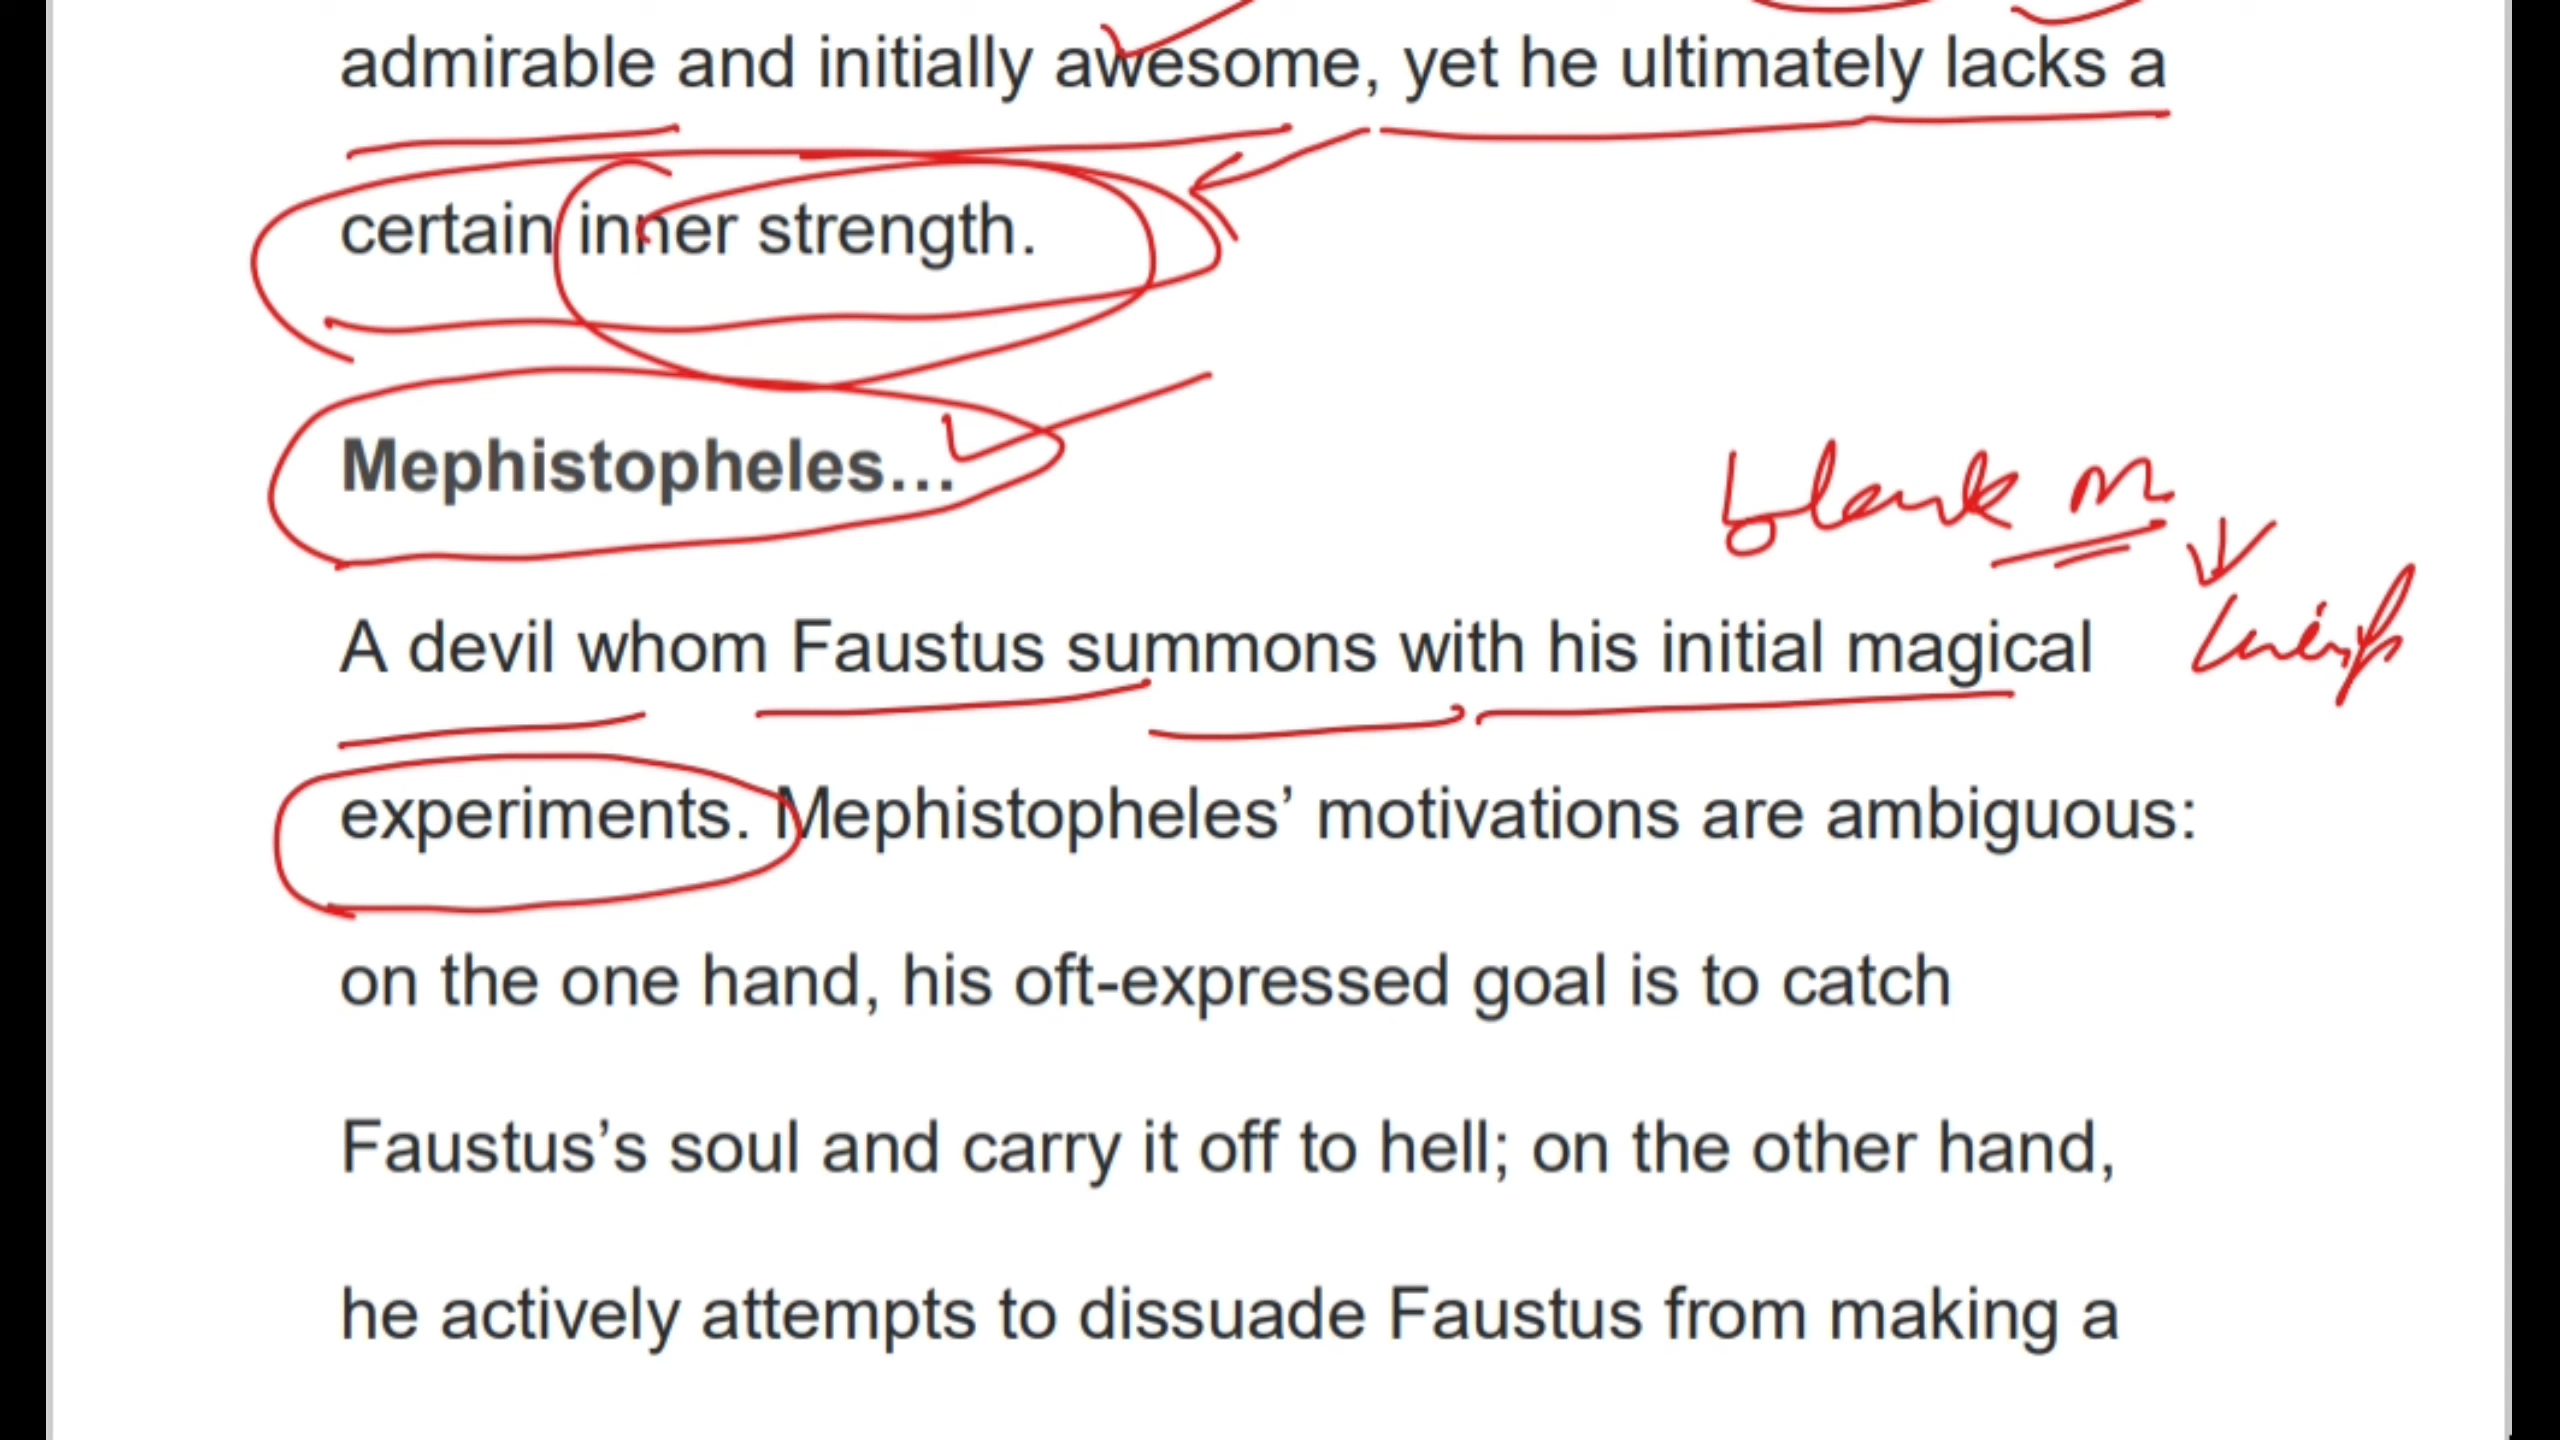 admirable and initially awesome, yet he ultimately lacks a
certain inner strength.
Mephistopheles...
A devil whom Faustus summons with his initial magical
experiments. Mephistopheles’ motivations are ambiguous:
on the one hand, his oft-expressed goal is to catch
Faustus’s soul and carry it off to hell; on the other hand,
he actively attempts to dissuade Faustus from making a